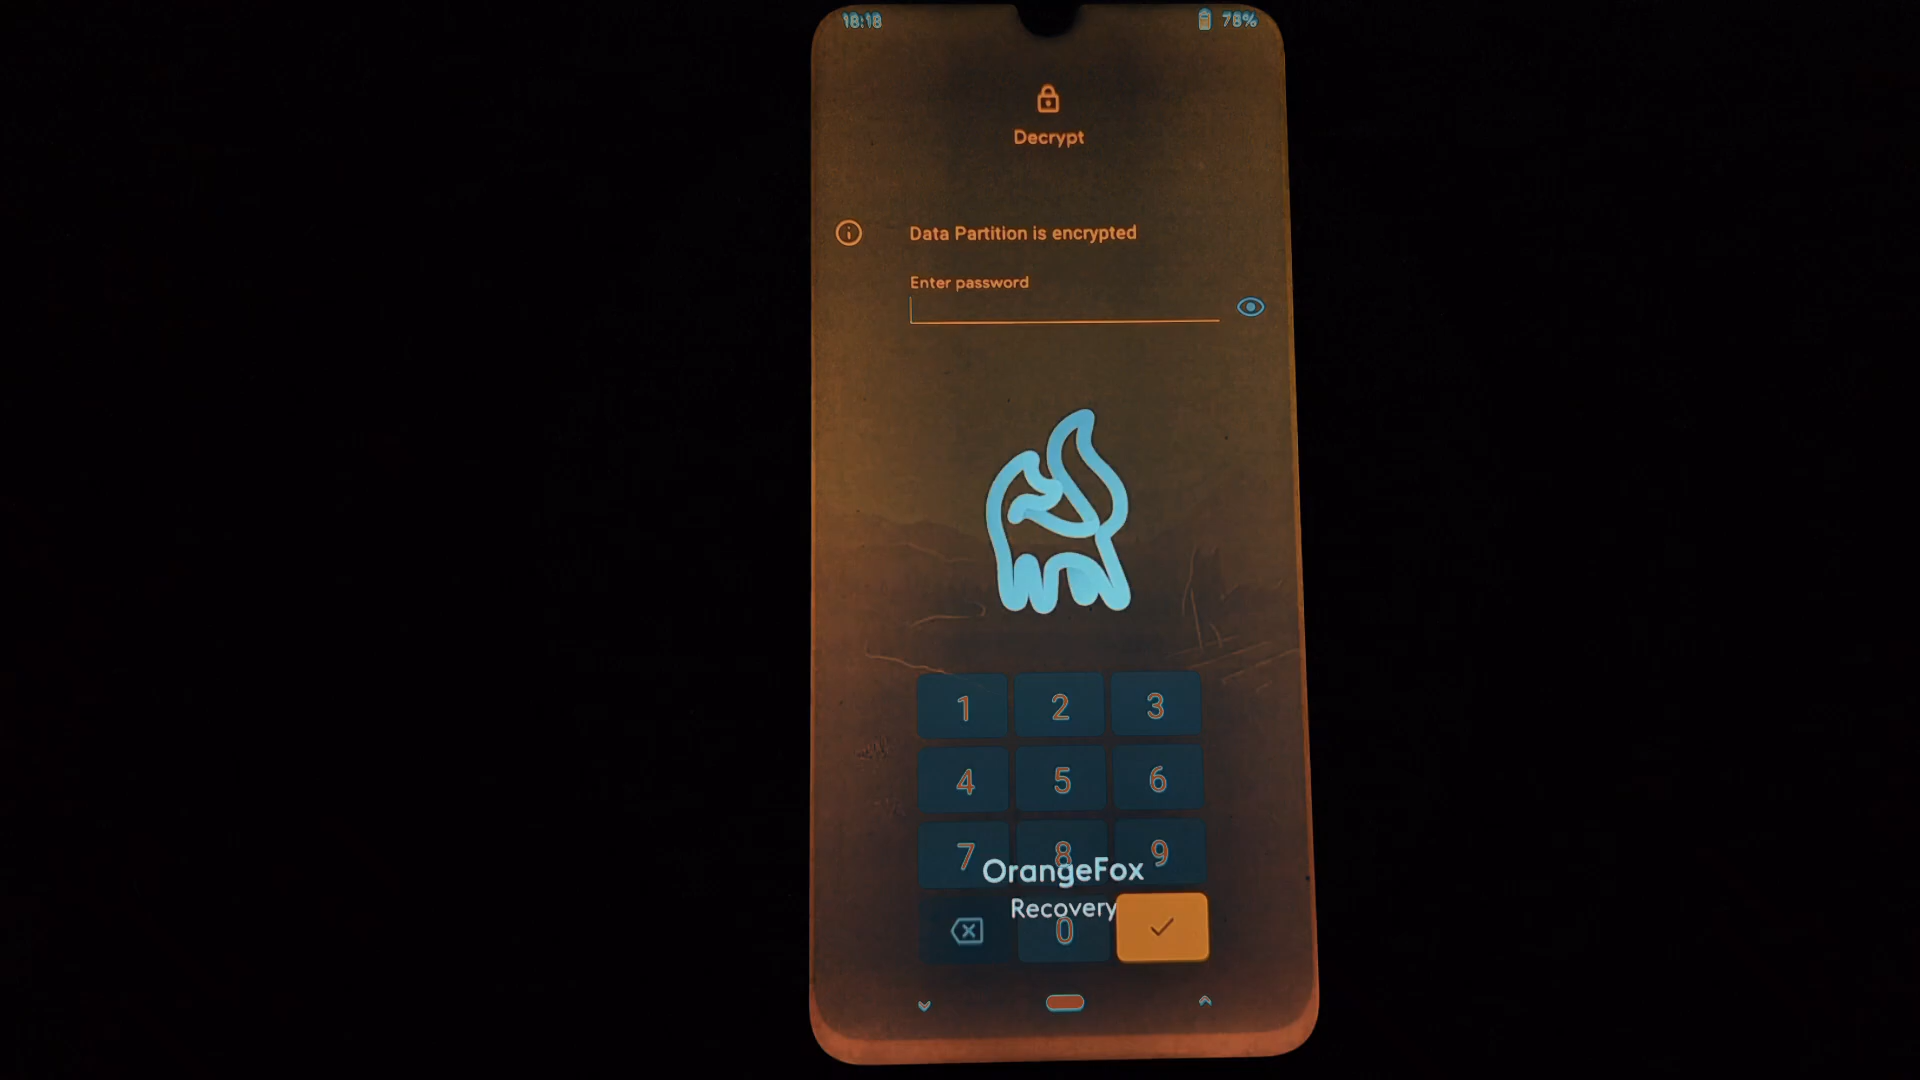 18:18 78%
Decrypt
Data Partition is encrypted
Enter password
1 2 3
4 5 6
7 8 9
OrangeFox
Recovery
0